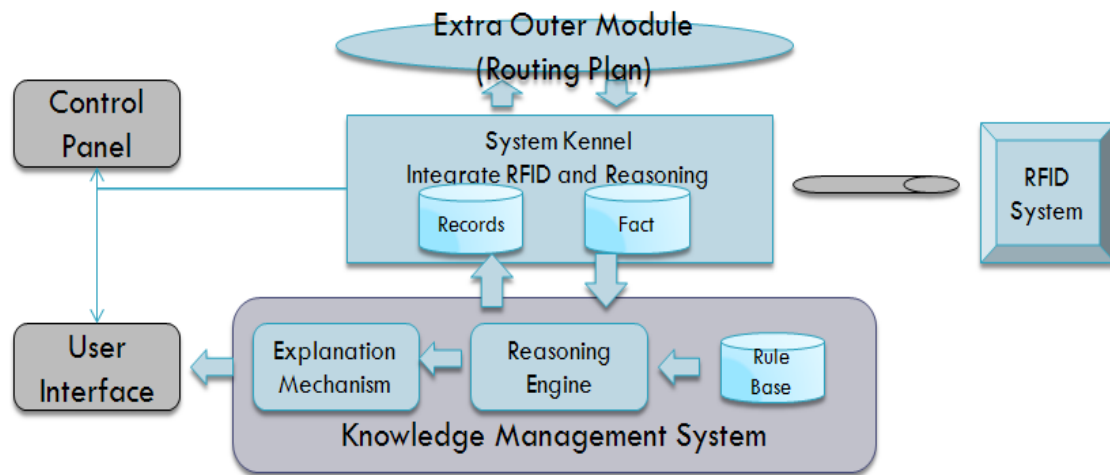 Extra Outer Module
(Routing Plan)
Control
Panel
System Kennel
Integrate RFID and Reasoning
Records
Fact
RFID
System
User
Interface
Explanation
Mechanism
Reasoning
Engine
Rule
Base
Knowledge Management System